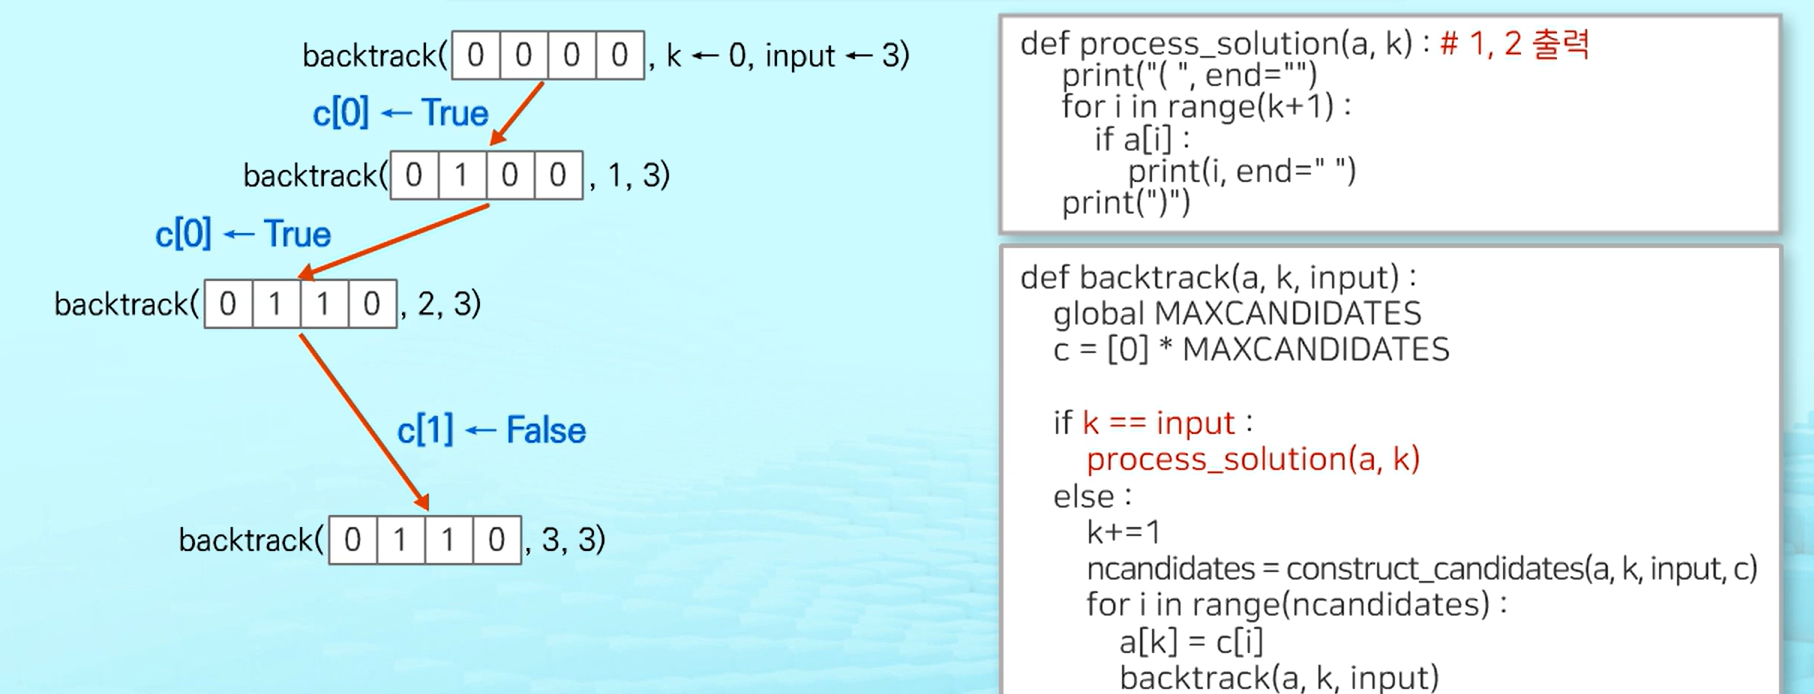 backtrack( 0 0 0 0 , k ← 0, input ← 3)
c[0] ← True
backtrack( 0 1 0 0 , 1, 3)
c[0] ← True
backtrack( 0 1 1 0 , 2, 3)
c[1] ← False
backtrack( 0 1 1 0 , 3, 3)
def process_solution(a, k) : # 1, 2 출력
print("( ", end="")
for i in range(k+1) :
if a[i] :
print(i, end=" ")
print(")")
def backtrack(a, k, input) :
global MAXCANDIDATES
c = [0] * MAXCANDIDATES
if k == input :
process_solution(a, k)
else :
k+=1
ncandidates = construct_candidates(a, k, input, c)
for i in range(ncandidates) :
a[k] = c[i]
backtrack(a, k, input)